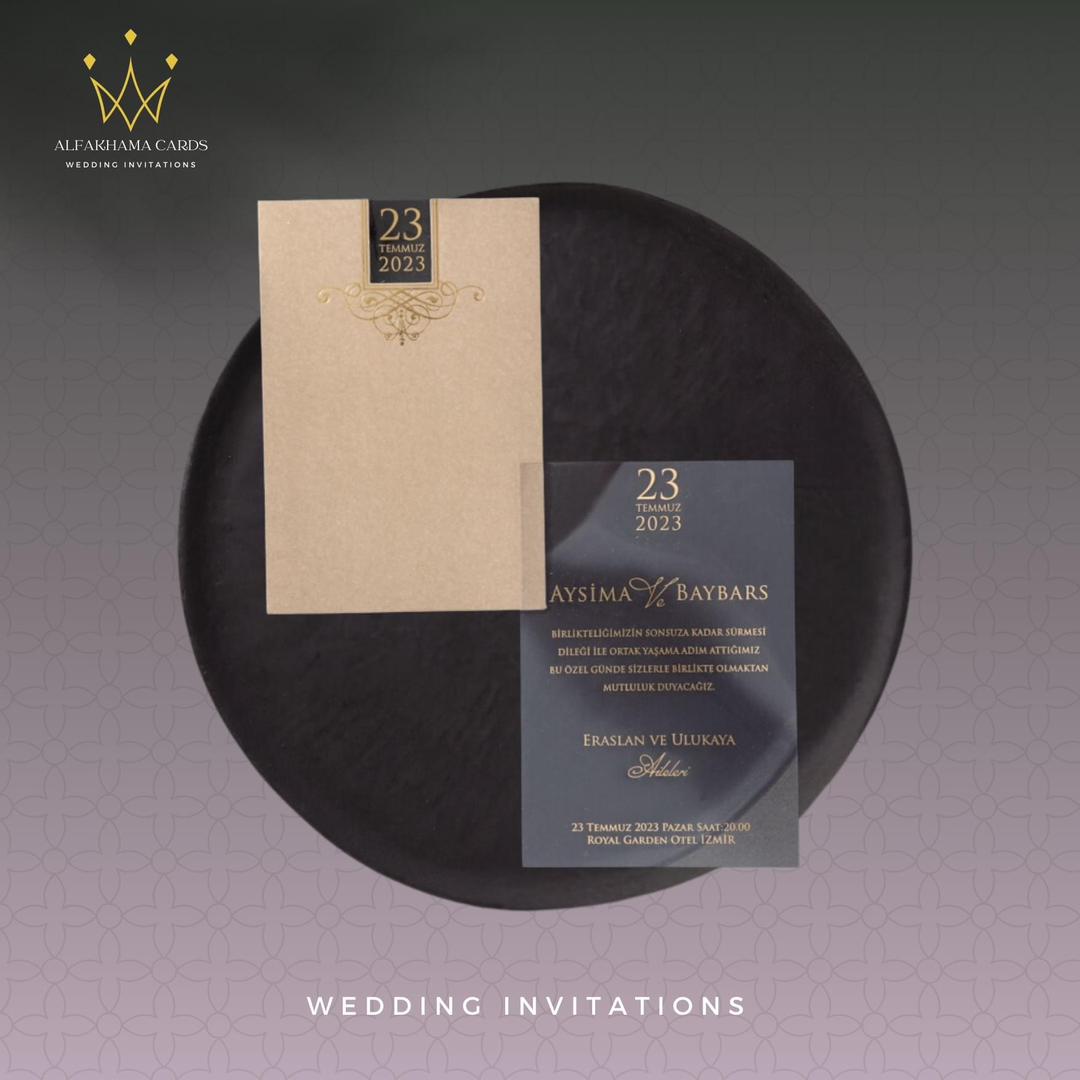 ALFAKHAMA CARDS
WEDDING INVITATIONS
23
TEMMUZ
2023
23
TEMMUZ
2023
AYSİMA Ve BAYBARS
BİRLİKTELİĞİMİZİN SONSUZA KADAR SÜRMESİ
DİLEĞİ İLE ORTAK YAŞAMA ADIM ATTIĞIMIZ
BU ÖZEL GÜNDE SİZLERLE BİRLİKTE OLMAKTAN
MUTLULUK DUYACAĞIZ.
ERASLAN VE ULUKAYA
Aileleri
23 TEMMUZ 2023 PAZAR SAAT:20.00
ROYAL GARDEN OTEL İZMİR
WEDDING INVITATIONS